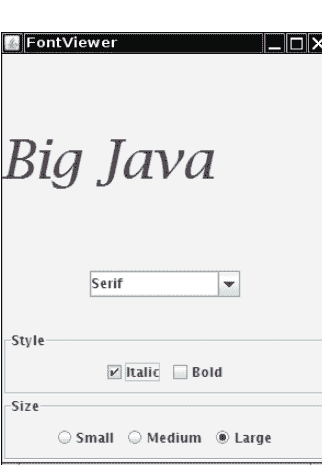 FontViewer
Big Java
Serif
Style
Italic Bold
Size
Small Medium Large